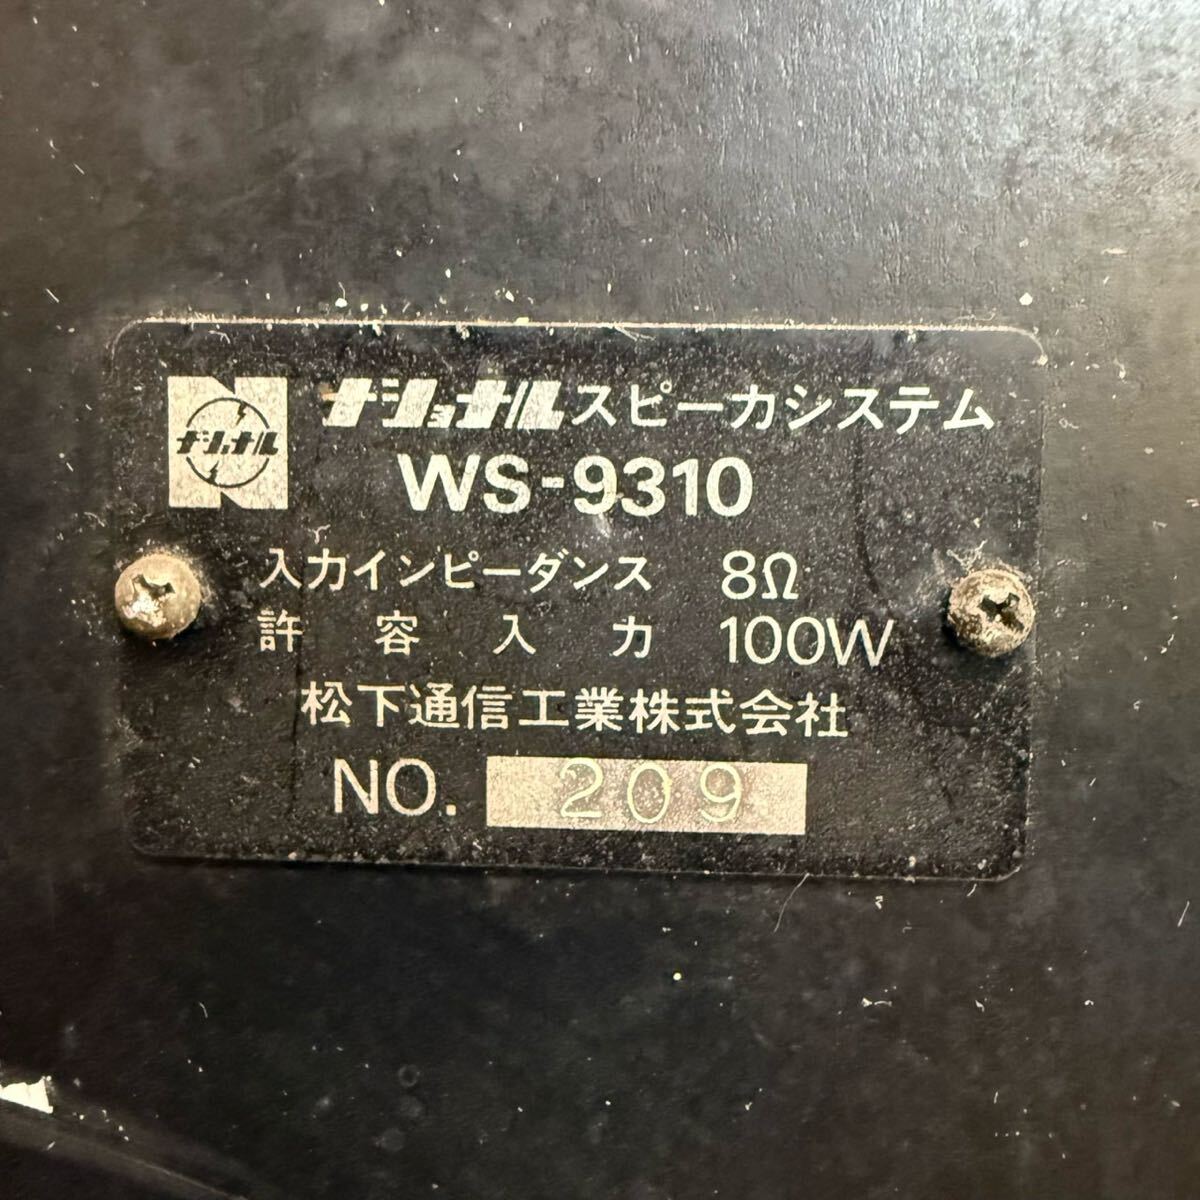 ナショナル
ナショナルスピーカシステム
WS-9310
入力インピーダンス 8Ω
許容入力 100W
松下通信工業株式会社
NO. 209